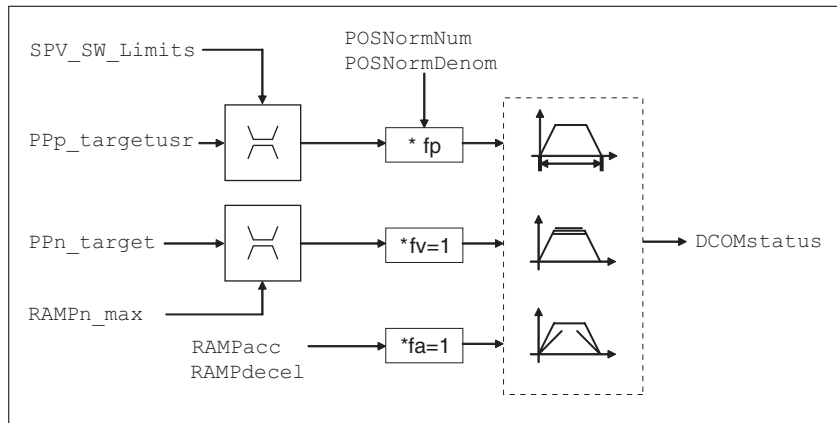 SPV_SW_Limits
POSNormNum
POSNormDenom
PPp_targetusr
* fp
PPn_target
*fv=1
DCOMstatus
RAMPn_max
RAMPacc
RAMPdecel
*fa=1